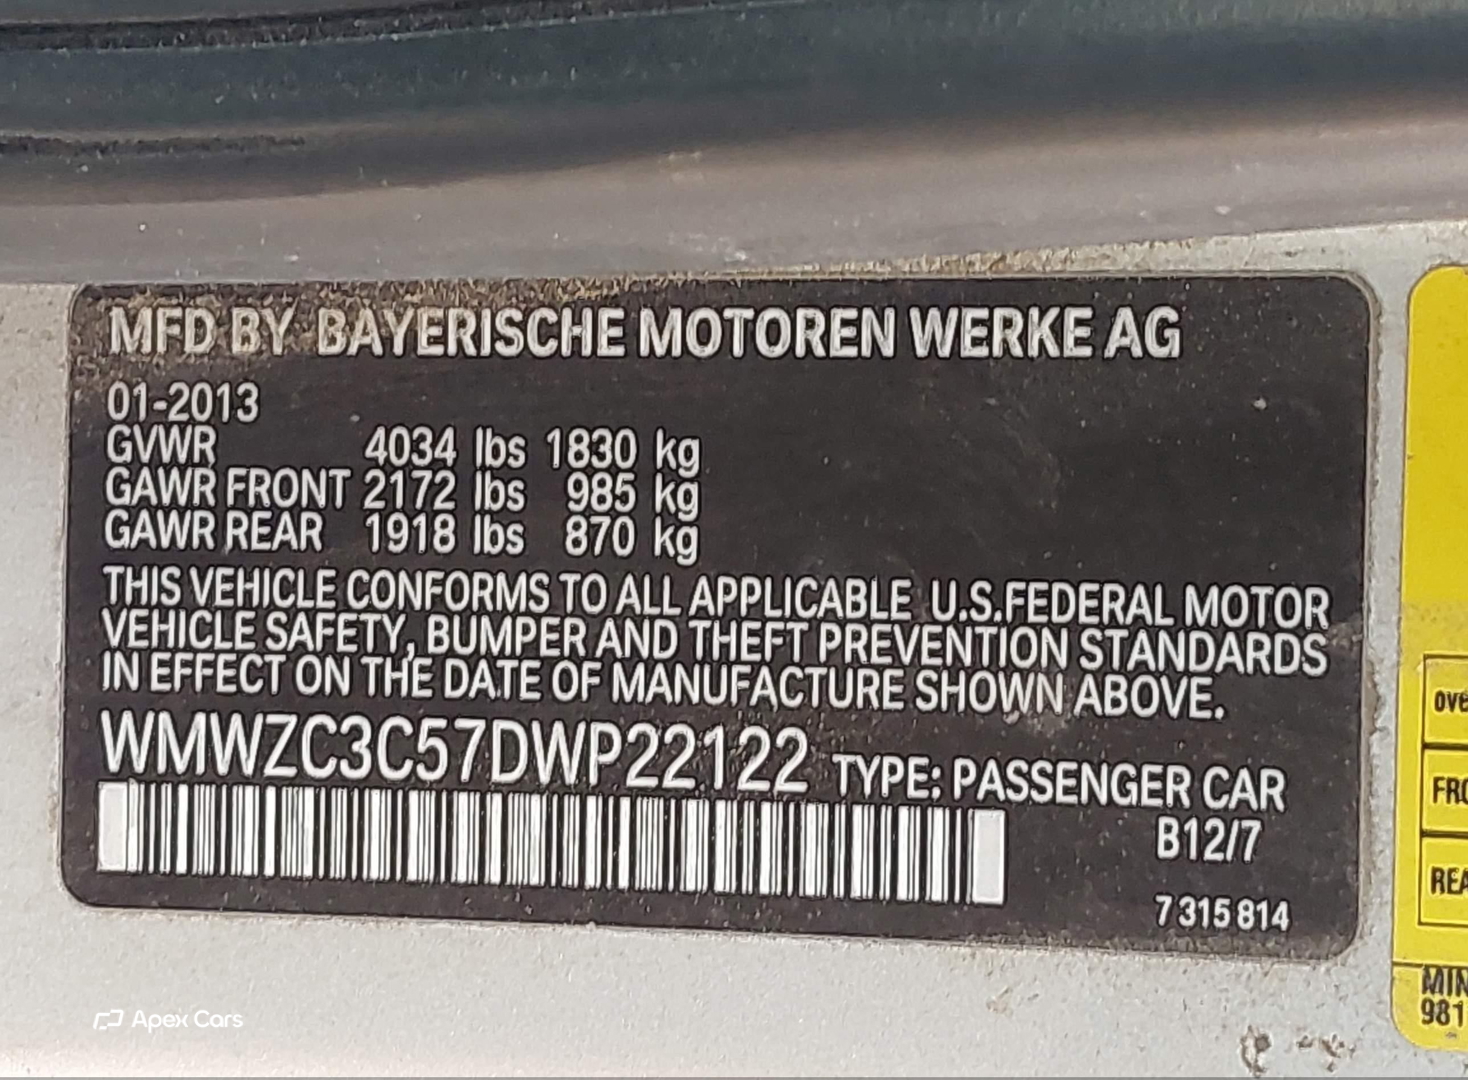 MFD BY BAYERISCHE MOTOREN WERKE AG
01-2013
GVWR 4034 lbs 1830 kg
GAWR FRONT 2172 lbs 985 kg
GAWR REAR 1918 lbs 870 kg
THIS VEHICLE CONFORMS TO ALL APPLICABLE U.S.FEDERAL MOTOR
VEHICLE SAFETY, BUMPER AND THEFT PREVENTION STANDARDS
IN EFFECT ON THE DATE OF MANUFACTURE SHOWN ABOVE.
WMWZC3C57DWP22122 TYPE: PASSENGER CAR
B12/7
7 315 814
Apex Cars